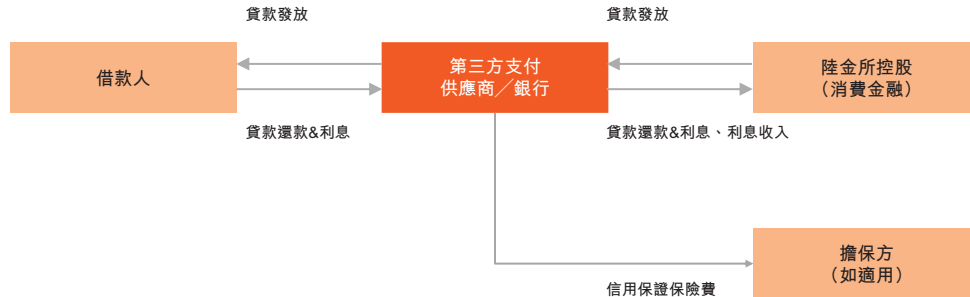 貸款發放
貸款發放
借款人
第三方支付
供應商╱銀行
陸金所控股
（消費金融）
貸款還款&利息
貸款還款&利息、利息收入
擔保方
（如適用）
信用保證保險費